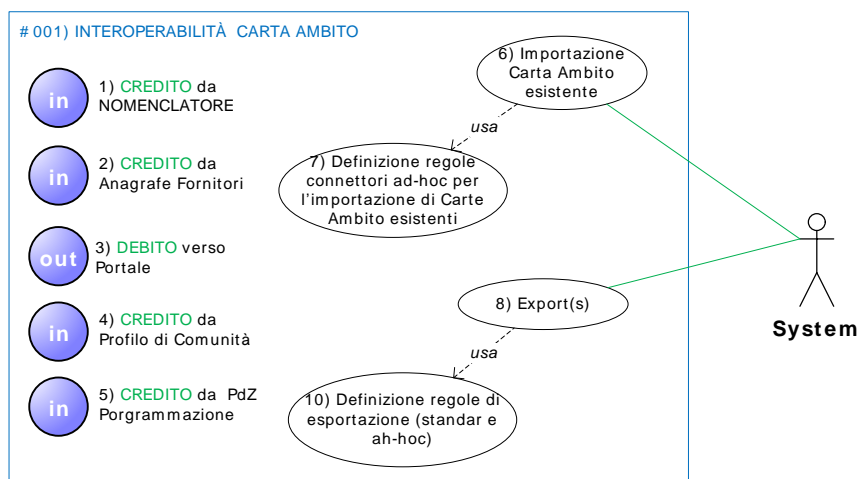 # 001) INTEROPERABILITÀ CARTA AMBITO
in
1) CREDITO da
NOMENCLATORE
in
2) CREDITO da
Anagrafe Fornitori
out
3) DEBITO verso
Portale
in
4) CREDITO da
Profilo di Comunità
in
5) CREDITO da PdZ
Porgrammazione
6) Importazione
Carta Ambito
esistente
usa
7) Definizione regole
connettori ad-hoc per
l'importazione di Carte
Ambito esistenti
8) Export(s)
usa
10) Definizione regole di
esportazione (standar e
ah-hoc)
System